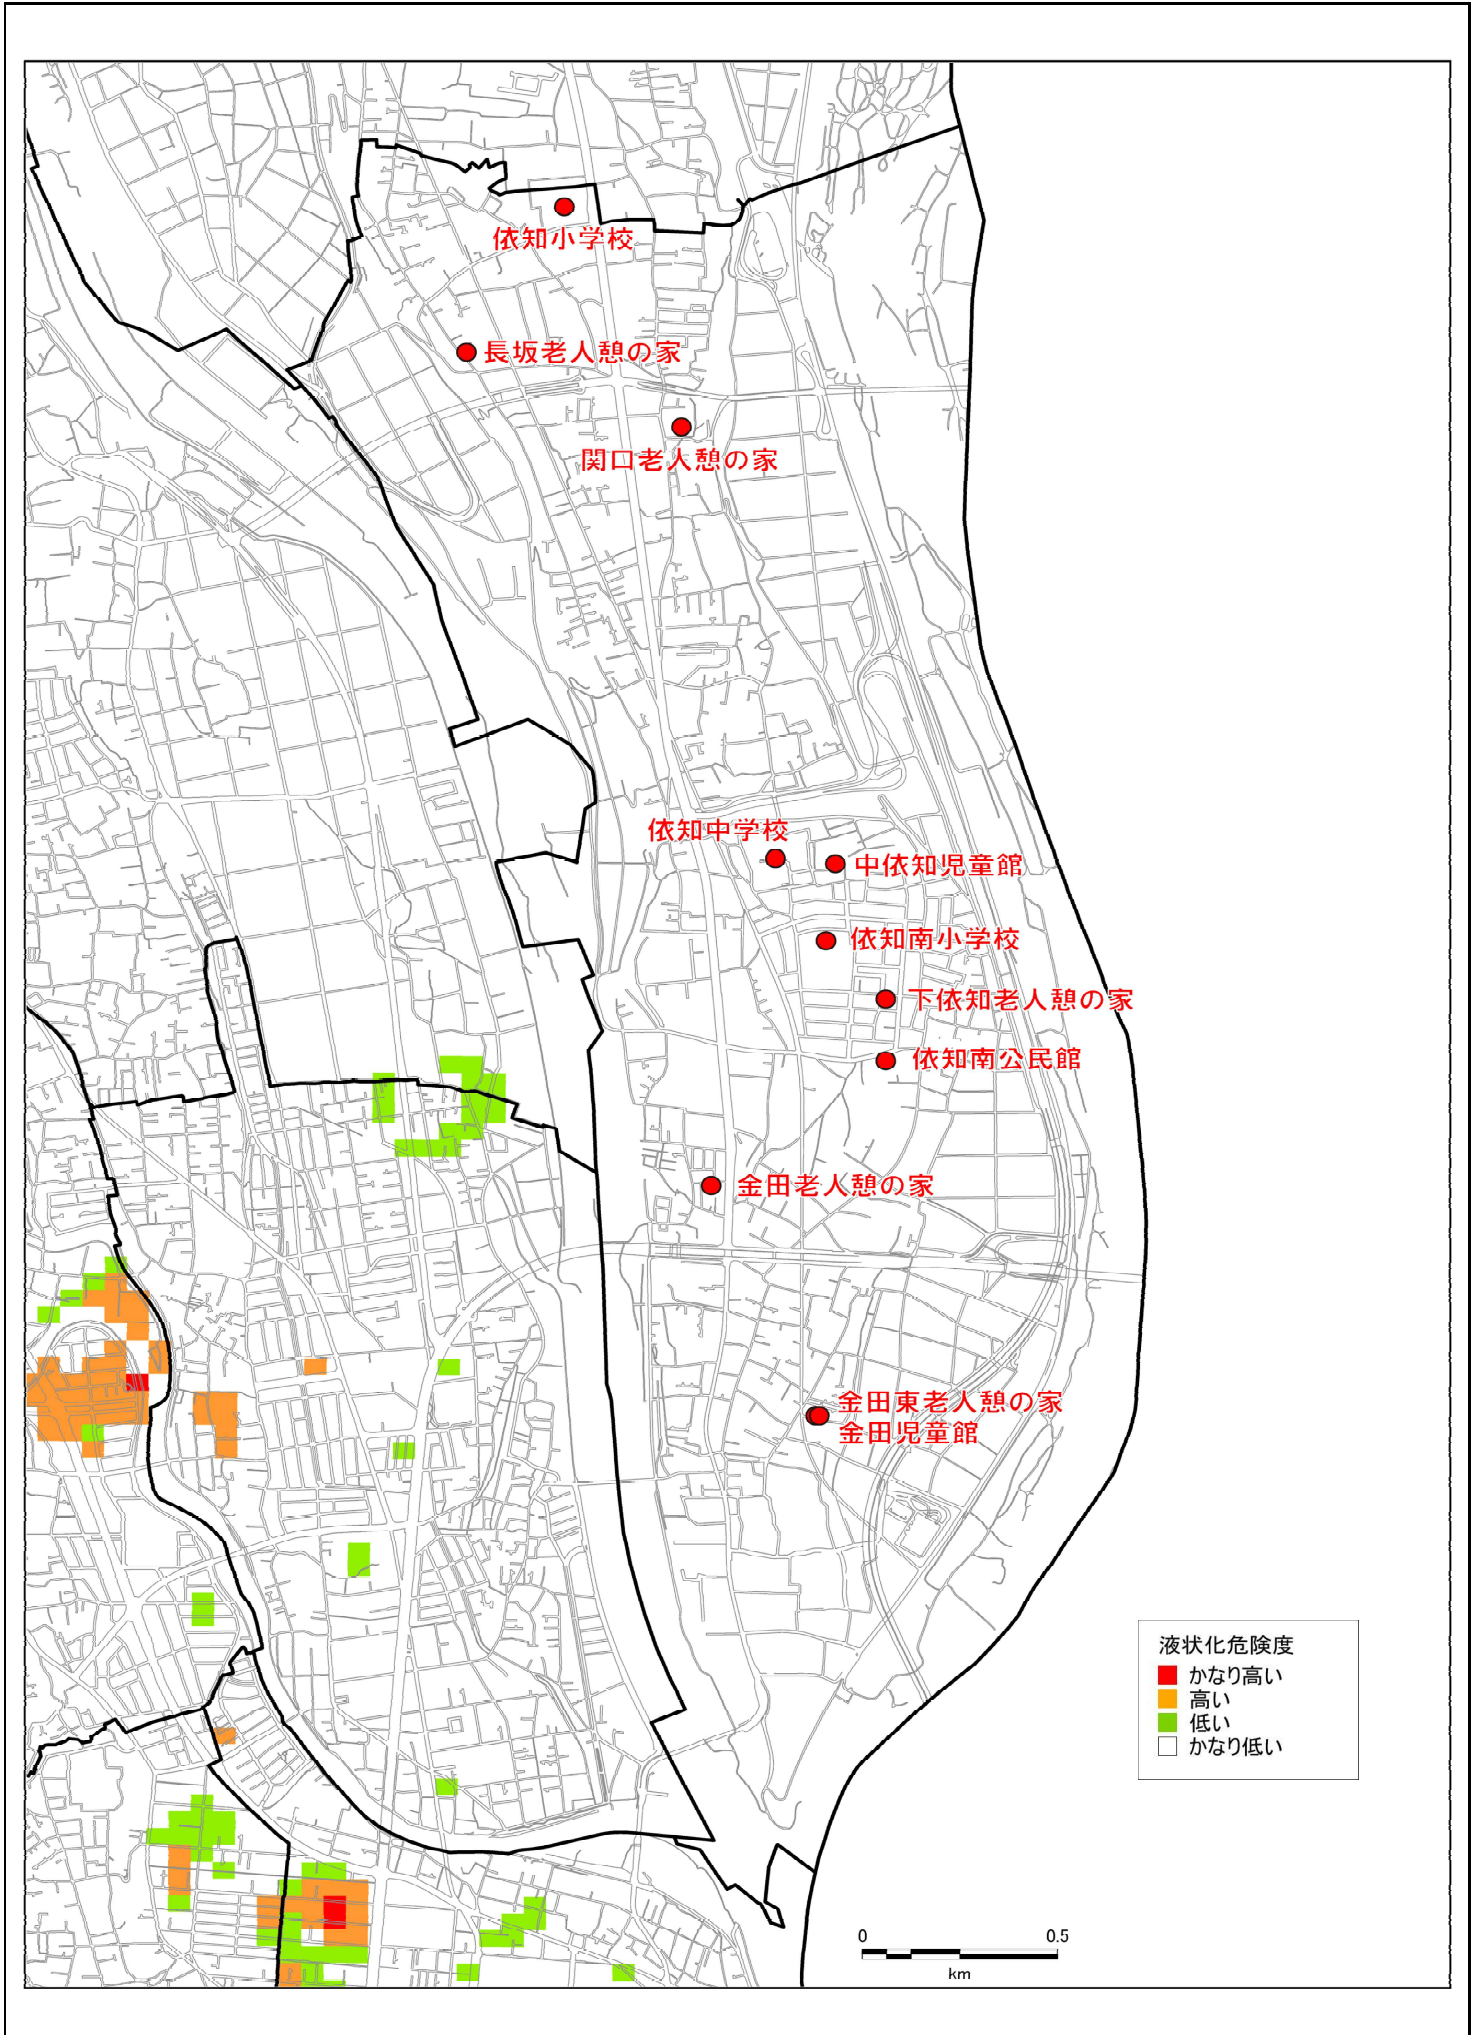 依知小学校
長坂老人憩の家
関口老人憩の家
依知中学校
中依知児童館
依知南小学校
下依知老人憩の家
依知南公民館
金田老人憩の家
金田東老人憩の家
金田児童館
液状化危険度
かなり高い
高い
低い
かなり低い
0 0.5
km